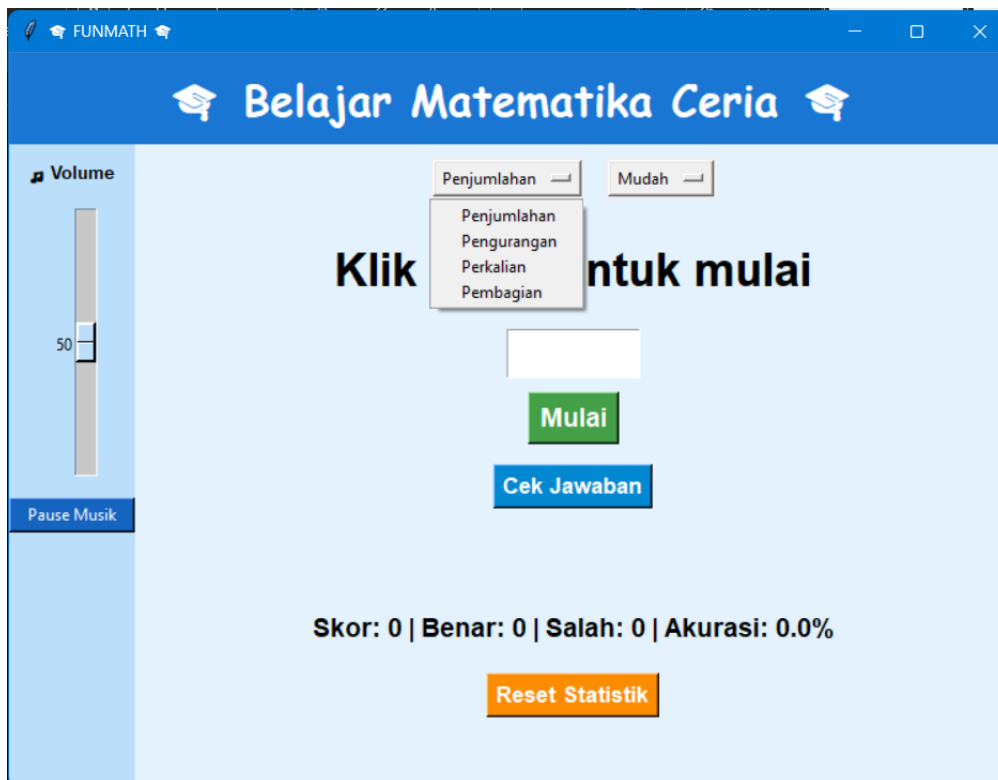 🎓 FUNMATH 🎓
🎓 Belajar Matematika Ceria 🎓
♫ Volume
50
Pause Musik
Penjumlahan
Mudah
Penjumlahan
Pengurangan
Perkalian
Pembagian
Klik ntuk mulai
Mulai
Cek Jawaban
Skor: 0 | Benar: 0 | Salah: 0 | Akurasi: 0.0%
Reset Statistik